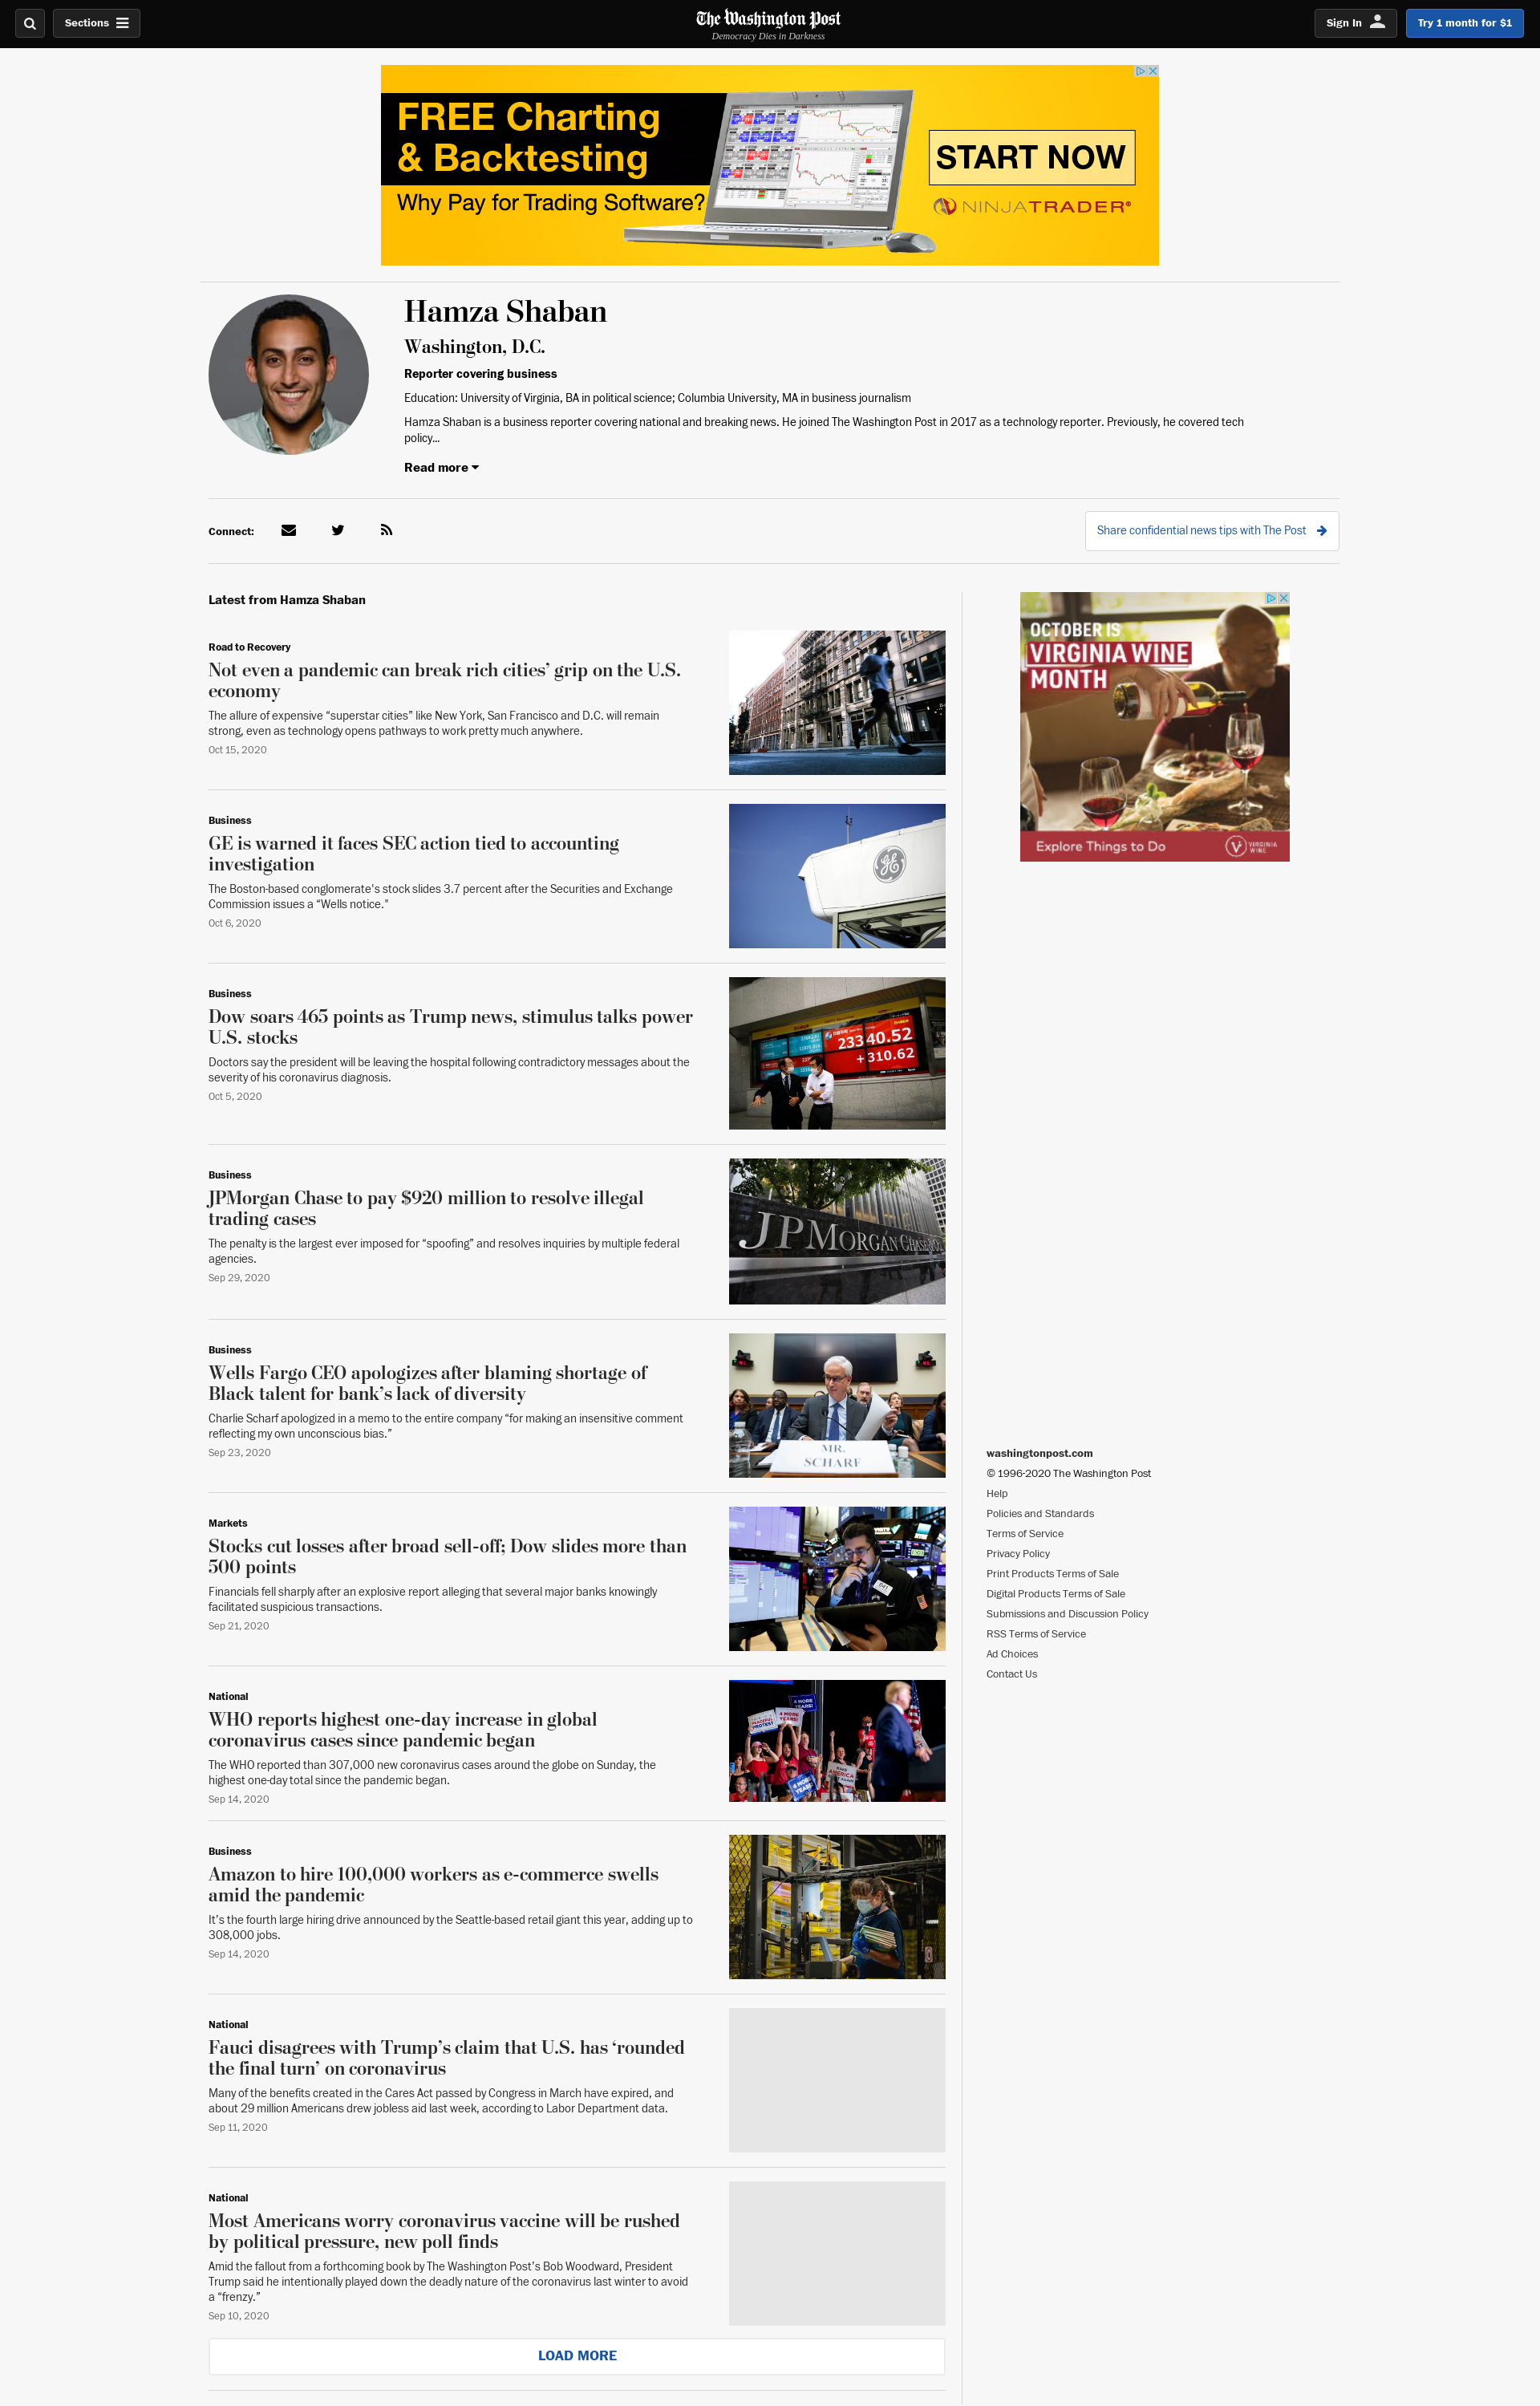 Sections
The Washington Post
Democracy Dies in Darkness
Sign In
Try 1 month for $1
FREE Charting
& Backtesting
Why Pay for Trading Software?
START NOW
NINJATRADER®
Hamza Shaban
Washington, D.C.
Reporter covering business
Education: University of Virginia, BA in political science; Columbia University, MA in business journalism
Hamza Shaban is a business reporter covering national and breaking news. He joined The Washington Post in 2017 as a technology reporter. Previously, he covered tech
policy...
Read more
Connect:
Share confidential news tips with The Post
Latest from Hamza Shaban
Road to Recovery
Not even a pandemic can break rich cities’ grip on the U.S.
economy
The allure of expensive “superstar cities” like New York, San Francisco and D.C. will remain
strong, even as technology opens pathways to work pretty much anywhere.
Oct 15, 2020
Business
GE is warned it faces SEC action tied to accounting
investigation
The Boston-based conglomerate's stock slides 3.7 percent after the Securities and Exchange
Commission issues a “Wells notice."
Oct 6, 2020
GE
Business
Dow soars 465 points as Trump news, stimulus talks power
U.S. stocks
Doctors say the president will be leaving the hospital following contradictory messages about the
severity of his coronavirus diagnosis.
Oct 5, 2020
23340.52
+310.62
Business
JPMorgan Chase to pay $920 million to resolve illegal
trading cases
The penalty is the largest ever imposed for “spoofing” and resolves inquiries by multiple federal
agencies.
Sep 29, 2020
JPMORGAN CHASE & CO.
Business
Wells Fargo CEO apologizes after blaming shortage of
Black talent for bank’s lack of diversity
Charlie Scharf apologized in a memo to the entire company “for making an insensitive comment
reflecting my own unconscious bias.”
Sep 23, 2020
MR.
SCHARF
Markets
Stocks cut losses after broad sell-off; Dow slides more than
500 points
Financials fell sharply after an explosive report alleging that several major banks knowingly
facilitated suspicious transactions.
Sep 21, 2020
National
WHO reports highest one-day increase in global
coronavirus cases since pandemic began
The WHO reported than 307,000 new coronavirus cases around the globe on Sunday, the
highest one-day total since the pandemic began.
Sep 14, 2020
4 MORE
YEARS!
PEACEFUL
PROTEST
4 MORE
YEARS!
AMERICA
4 MORE
YEARS!
Business
Amazon to hire 100,000 workers as e-commerce swells
amid the pandemic
It’s the fourth large hiring drive announced by the Seattle-based retail giant this year, adding up to
308,000 jobs.
Sep 14, 2020
National
Fauci disagrees with Trump’s claim that U.S. has ‘rounded
the final turn’ on coronavirus
Many of the benefits created in the Cares Act passed by Congress in March have expired, and
about 29 million Americans drew jobless aid last week, according to Labor Department data.
Sep 11, 2020
National
Most Americans worry coronavirus vaccine will be rushed
by political pressure, new poll finds
Amid the fallout from a forthcoming book by The Washington Post’s Bob Woodward, President
Trump said he intentionally played down the deadly nature of the coronavirus last winter to avoid
a “frenzy.”
Sep 10, 2020
LOAD MORE
OCTOBER IS
VIRGINIA WINE
MONTH
Explore Things to Do
VIRGINIA
WINE
washingtonpost.com
© 1996-2020 The Washington Post
Help
Policies and Standards
Terms of Service
Privacy Policy
Print Products Terms of Sale
Digital Products Terms of Sale
Submissions and Discussion Policy
RSS Terms of Service
Ad Choices
Contact Us